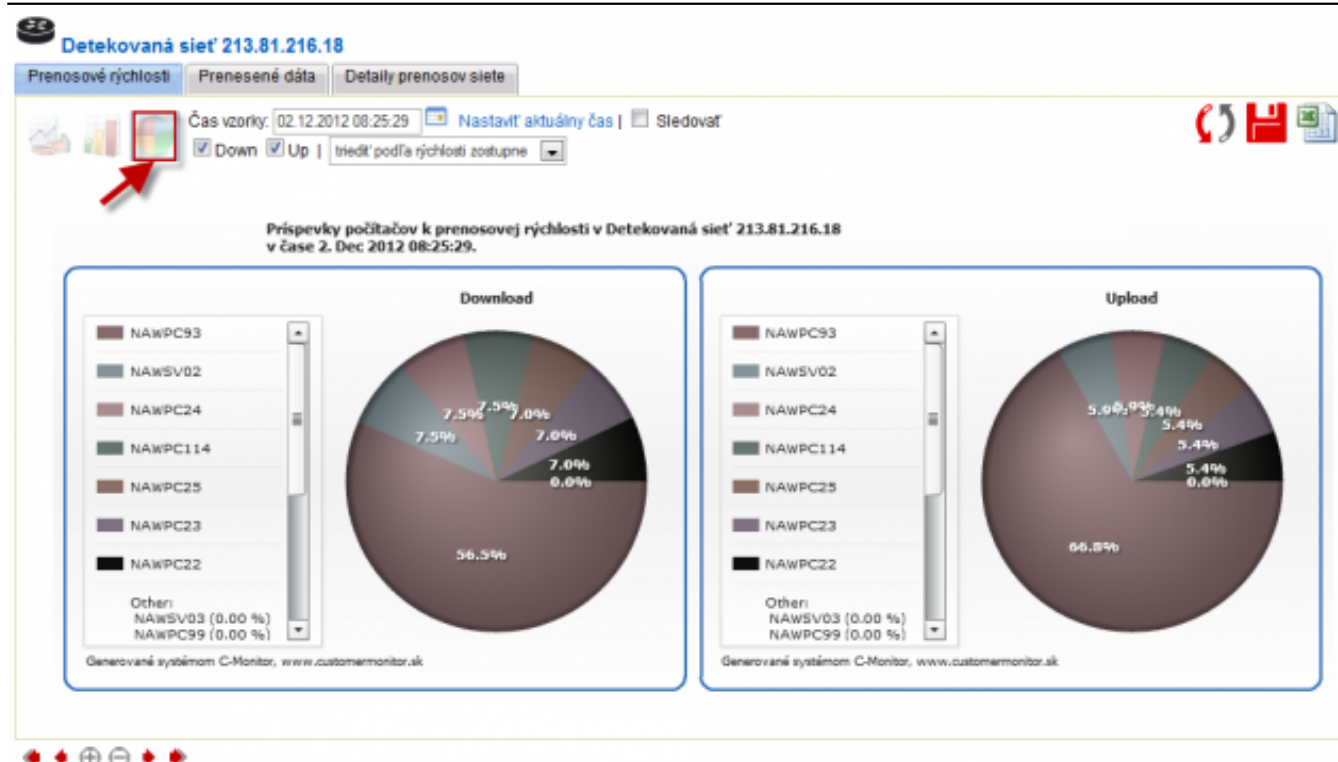 Detekovaná sieť 213.81.216.18
Prenosové rýchlosti Prenesené dáta Detaily prenosov siete
Čas vzorky: 02.12.2012 08:25:29 Nastaviť aktuálny čas | Sledovať
Down Up | triediť podľa rýchlosti zostupne
Príspevky počítačov k prenosovej rýchlosti v Detekovaná sieť 213.81.216.18
v čase 2. Dec 2012 08:25:29.
Download
NAWPC93
NAWSV02
NAWPC24
NAWPC114
NAWPC25
NAWPC23
NAWPC22
Other:
NAWSV03 (0.00 %)
NAWPC99 (0.00 %)
7.5%
7.5%
7.5%
7.0%
7.0%
7.0%
0.0%
56.5%
Generované systémom C-Monitor, www.customermonitor.sk
Upload
NAWPC93
NAWSV02
NAWPC24
NAWPC114
NAWPC25
NAWPC23
NAWPC22
Other:
NAWSV03 (0.00 %)
NAWPC99 (0.00 %)
5.4%
5.4%
5.4%
5.4%
0.0%
66.8%
Generované systémom C-Monitor, www.customermonitor.sk